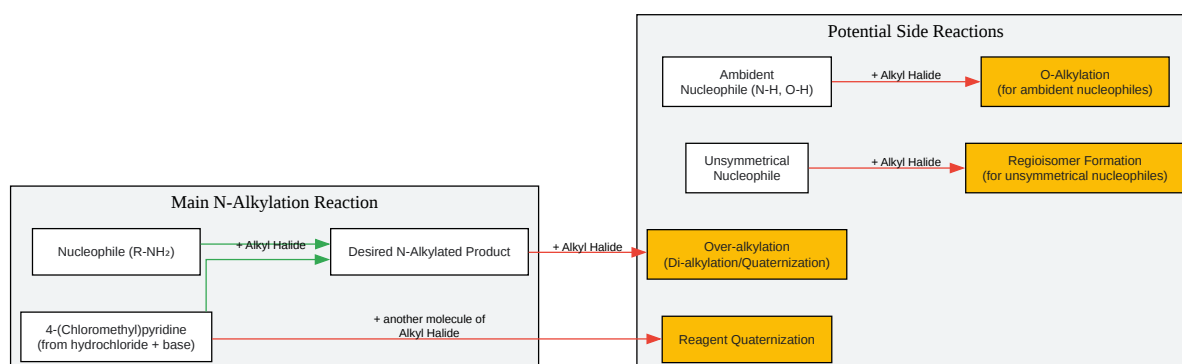 Potential Side Reactions
Ambident
Nucleophile (N-H, O-H)
+ Alkyl Halide
O-Alkylation
(for ambident nucleophiles)
Unsymmetrical
Nucleophile
+ Alkyl Halide
Regioisomer Formation
(for unsymmetrical nucleophiles)
Main N-Alkylation Reaction
Nucleophile (R-NH₂)
+ Alkyl Halide
Desired N-Alkylated Product
+ Alkyl Halide
Over-alkylation
(Di-alkylation/Quaternization)
4-(Chloromethyl)pyridine
(from hydrochloride + base)
+ another molecule of
Alkyl Halide
Reagent Quaternization